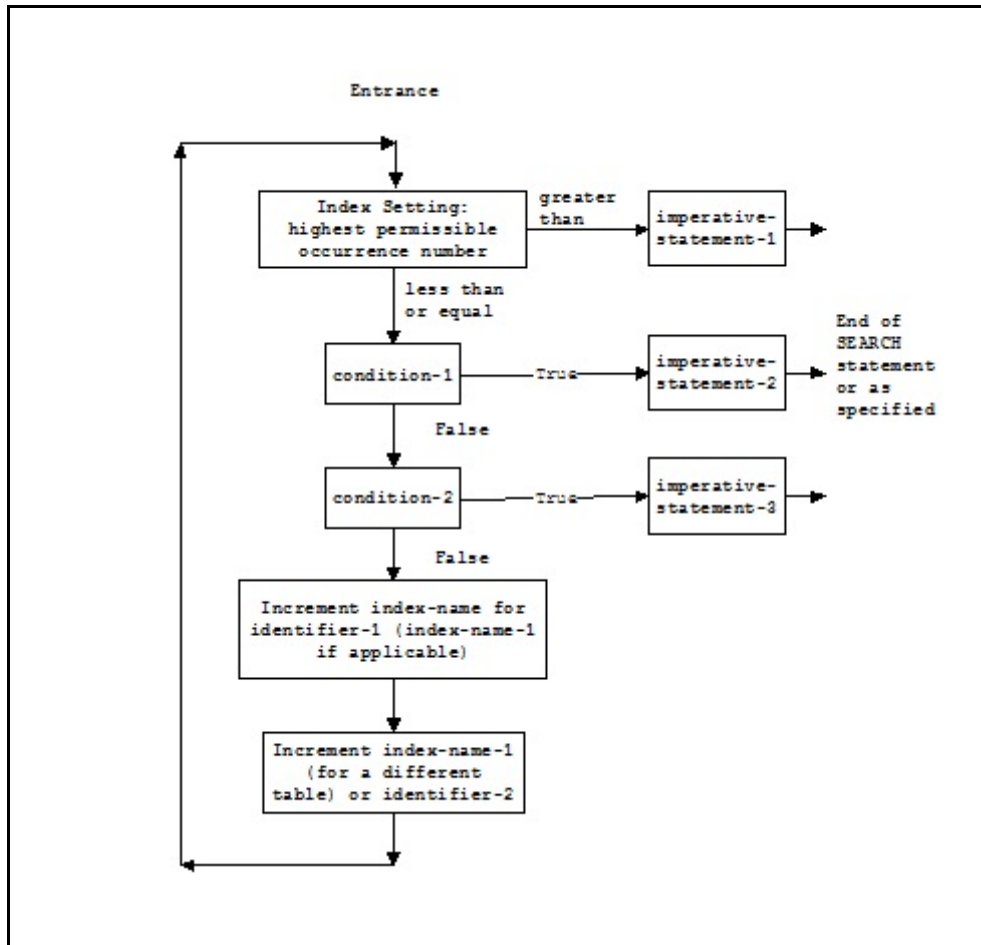 Entrance
Index Setting:
highest permissible
occurrence number
greater
than
imperative-
statement-1
less than
or equal
condition-1
True
imperative-
statement-2
End of
SEARCH
statement
or as
specified
False
condition-2
True
imperative-
statement-3
False
Increment index-name for
identifier-1 (index-name-1
if applicable)
Increment index-name-1
(for a different
table) or identifier-2